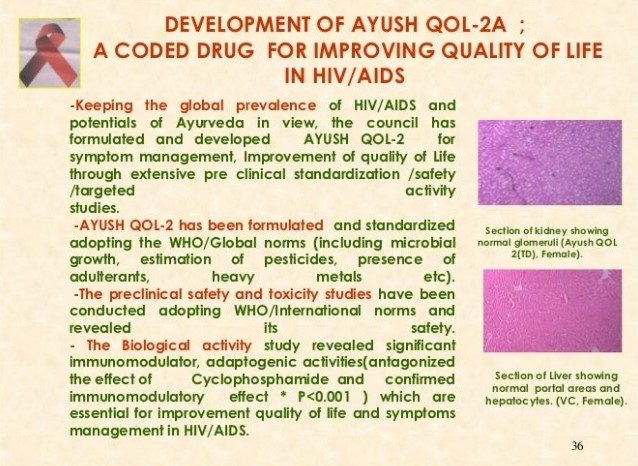 DEVELOPMENT OF AYUSH QOL-2A ;
A CODED DRUG FOR IMPROVING QUALITY OF LIFE
IN HIV/AIDS
-Keeping the global prevalence of HIV/AIDS and
potentials of Ayurveda in view, the council has
formulated and developed AYUSH QOL-2 for
symptom management, Improvement of quality of Life
through extensive pre clinical standardization /safety
/targeted activity
studies.
-AYUSH QOL-2 has been formulated and standardized
adopting the WHO/Global norms (including microbial
growth, estimation of pesticides, presence of
adulterants, heavy metals etc).
-The preclinical safety and toxicity studies have been
conducted adopting WHO/International norms and
revealed its safety.
- The Biological activity study revealed significant
immunomodulator, adaptogenic activities(antagonized
the effect of Cyclophosphamide and confirmed
immunomodulatory effect * P<0.001 ) which are
essential for improvement quality of life and symptoms
management in HIV/AIDS.
Section of kidney showing
normal glomeruli (Ayush QOL
2(TD), Female).
Section of Liver showing
normal portal areas and
hepatocytes. (VC, Female).
36